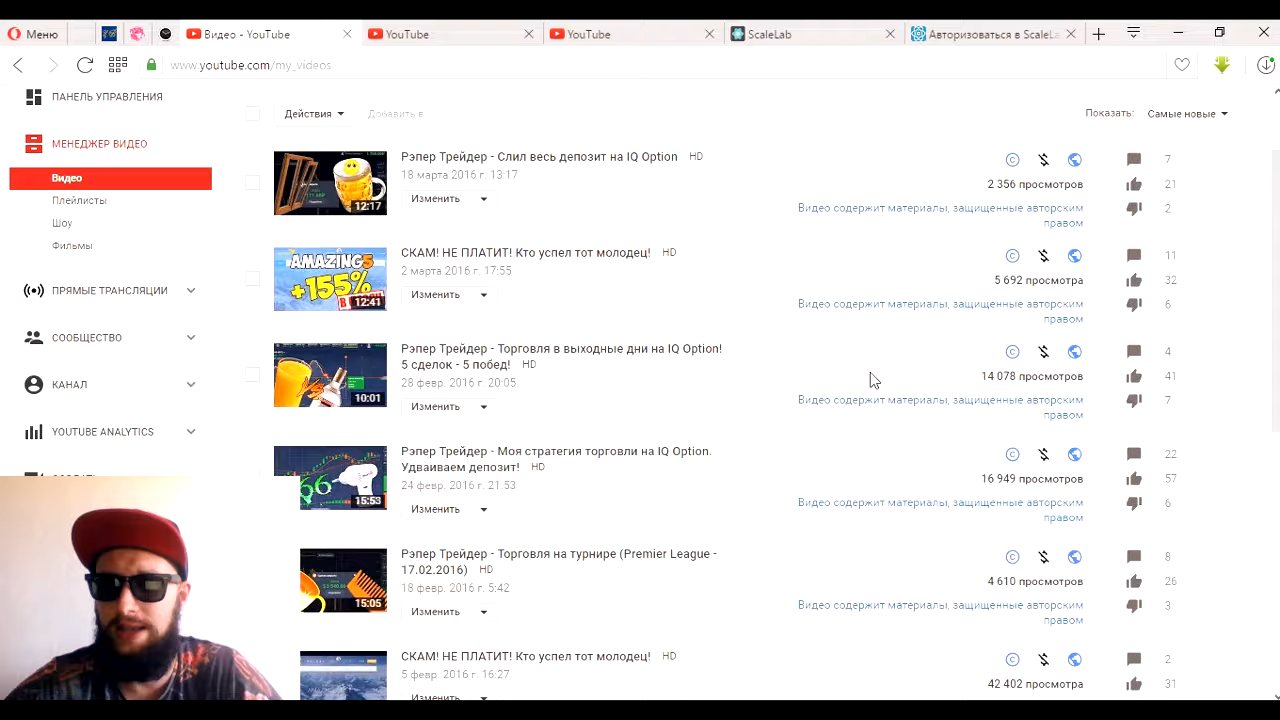 Меню
Видео - YouTube
YouTube
YouTube
ScaleLab
Авторизоваться в ScaleLa
www.youtube.com/my_videos
ПАНЕЛЬ УПРАВЛЕНИЯ
МЕНЕДЖЕР ВИДЕО
Видео
Плейлисты
Шоу
Фильмы
ПРЯМЫЕ ТРАНСЛЯЦИИ
СООБЩЕСТВО
КАНАЛ
YOUTUBE ANALYTICS
Действия
Добавить в
Показать:
Самые новые
Рэпер Трейдер - Слил весь депозит на IQ Option HD
18 марта 2016 г. 13:17
Изменить
12:17
2 356 просмотров
Видео содержит материалы, защищенные авторским
правом
7
21
2
AMAZING5
+155%
12:41
СКАМ! НЕ ПЛАТИТ! Кто успел тот молодец! HD
2 марта 2016 г. 17:55
Изменить
5 692 просмотра
Видео содержит материалы, защищенные авторским
правом
11
32
6
VS
10:01
Рэпер Трейдер - Торговля в выходные дни на IQ Option!
5 сделок - 5 побед! HD
28 февр. 2016 г. 20:05
Изменить
14 078 просмотров
Видео содержит материалы, защищенные авторским
правом
4
41
7
66
15:53
Рэпер Трейдер - Моя стратегия торговли на IQ Option.
Удваиваем депозит! HD
24 февр. 2016 г. 21:53
Изменить
16 949 просмотров
Видео содержит материалы, защищенные авторским
правом
22
57
6
15:05
Рэпер Трейдер - Торговля на турнире (Premier League -
17.02.2016) HD
18 февр. 2016 г. 5:42
Изменить
4 610 просмотров
Видео содержит материалы, защищенные авторским
правом
8
26
3
СКАМ! НЕ ПЛАТИТ! Кто успел тот молодец! HD
5 февр. 2016 г. 16:27
Изменить
42 402 просмотра
2
31